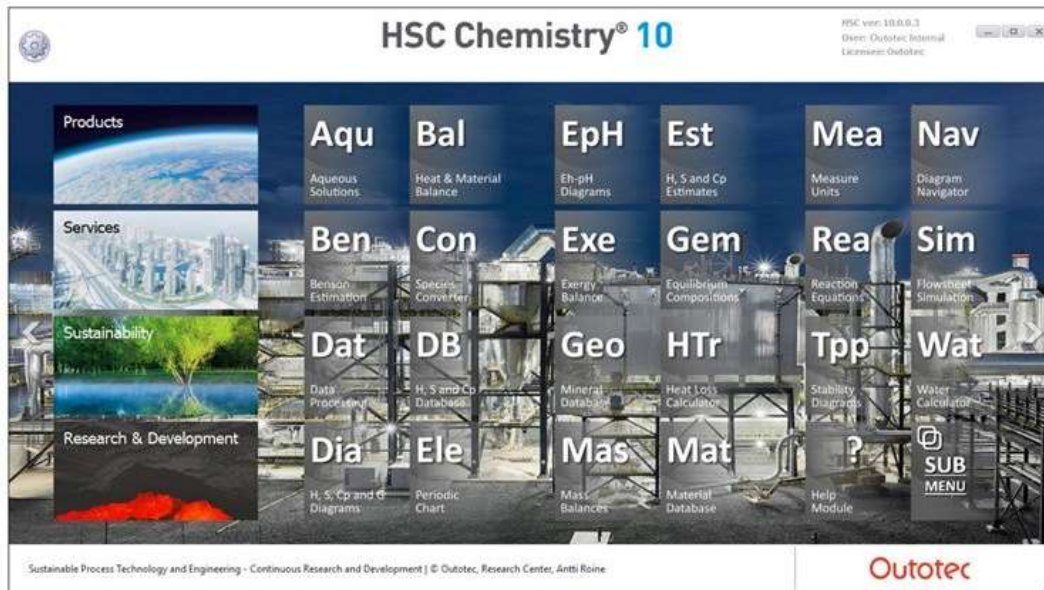 HSC Chemistry® 10
HSC ver: 10.0.0.3
User: Outotec Internal
Licensee: Outotec
Products
Services
Sustainability
Research & Development
Aqu
Aqueous
Solutions
Bal
Heat & Material
Balance
EpH
Eh-pH
Diagrams
Est
H, S and Cp
Estimates
Mea
Measure
Units
Nav
Diagram
Navigator
Ben
Benson
Estimation
Con
Species
Converter
Exe
Exergy
Balance
Gem
Equilibrium
Compositions
Rea
Reaction
Equations
Sim
Flowsheet
Simulation
Dat
Data
Processing
DB
H, S and Cp
Database
Geo
Mineral
Database
HTr
Heat Loss
Calculator
Tpp
Stability
Diagrams
Wat
Water
Calculator
Dia
H, S, Cp and G
Diagrams
Ele
Periodic
Chart
Mas
Mass
Balances
Mat
Material
Database
?
Help
Module
SUB
MENU
Sustainable Process Technology and Engineering - Continuous Research and Development | © Outotec, Research Center, Antti Roine
Outotec